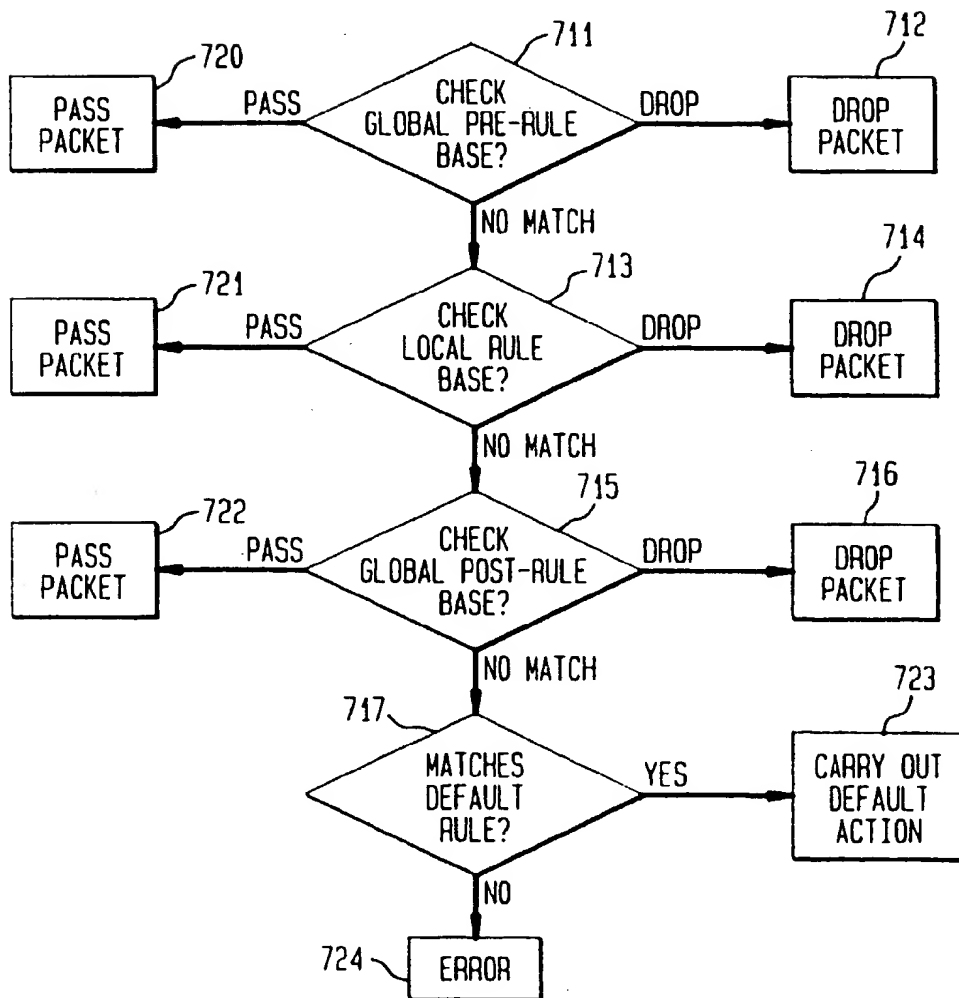 711
712
720
PASS
PACKET
PASS
CHECK
GLOBAL PRE-RULE
BASE?
DROP
DROP
PACKET
NO MATCH
713
714
721
PASS
PACKET
PASS
CHECK
LOCAL RULE
BASE?
DROP
DROP
PACKET
NO MATCH
715
716
722
PASS
PACKET
PASS
CHECK
GLOBAL POST-RULE
BASE?
DROP
DROP
PACKET
NO MATCH
717
723
MATCHES
DEFAULT
RULE?
YES
CARRY OUT
DEFAULT
ACTION
NO
724
ERROR